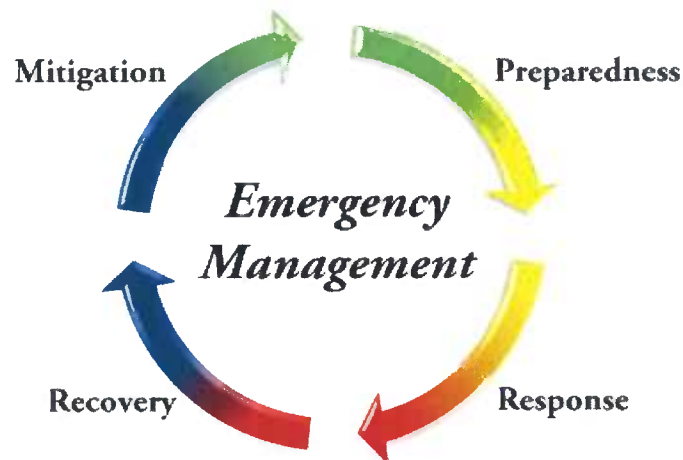 Mitigation
Preparedness
Emergency
Management
Recovery
Response